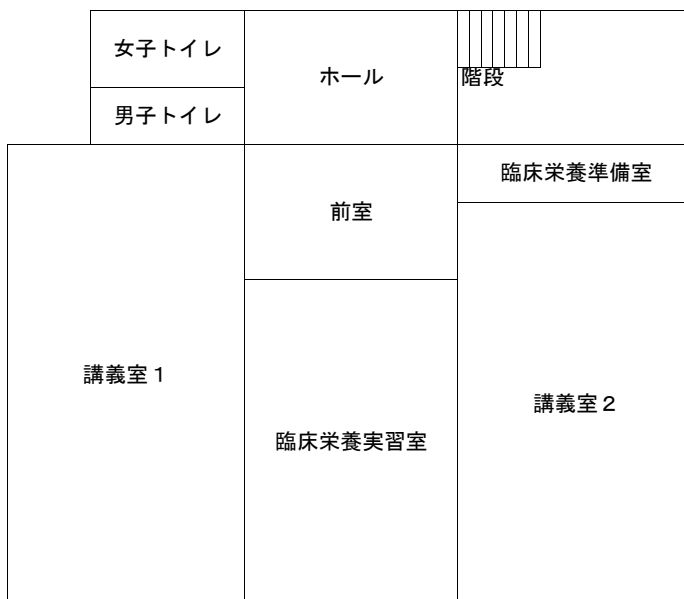 女子トイレ
ホール
階段
男子トイレ
臨床栄養準備室
前室
講義室1
講義室2
臨床栄養実習室